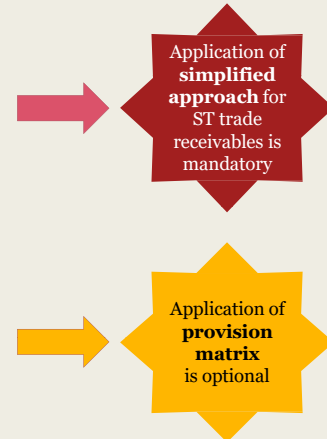 Application of
simplified
approach for
ST trade
receivables is
mandatory
Application of
provision
matrix
is optional